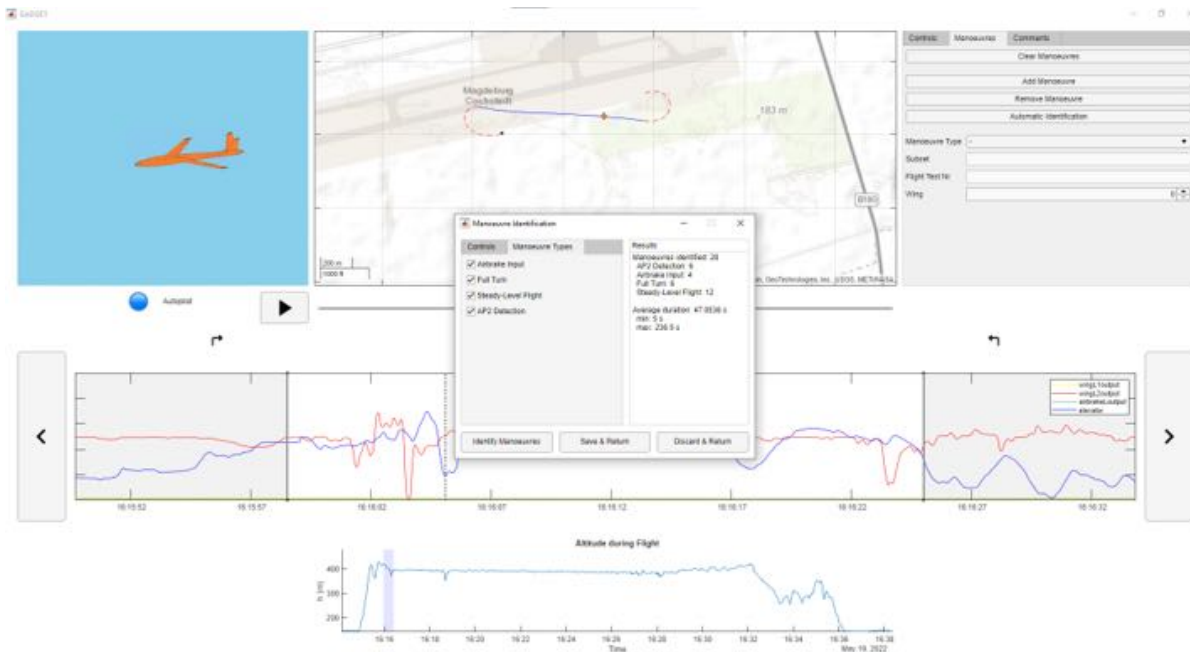 GADGET
Controls Manoeuvres Comments
Clear Manoeuvres
Add Manoeuvre
Remove Manoeuvre
Automatic Identification
Manoeuvre Type -
Subset
Flight Test Nr
Wing 0
Magdeburg
Cochstedt
183 m
B180
200 m
1000 ft
Autopilot
Manoeuvre Identification
Controls Manoeuvre Types
Airbrake Input
Full Turn
Steady-Level Flight
AP2 Detection
Results
Manoeuvres identified: 28
AP2 Detection: 6
Airbrake Input: 4
Full Turn: 6
Steady-Level Flight: 12
Average duration: 47.0536 s
min: 5 s
max: 236.5 s
Identify Manoeuvres Save & Return Discard & Return
wingL1output
wingL2output
airbrakeLoutput
elevator
16:15:52 16:15:57 16:16:02 16:16:07 16:16:12 16:16:17 16:16:22 16:16:27 16:16:32
Altitude during Flight
h [m]
400
300
200
16:16 16:18 16:20 16:22 16:24 16:26 16:28 16:30 16:32 16:34 16:36 16:38
Time
May 19, 2022